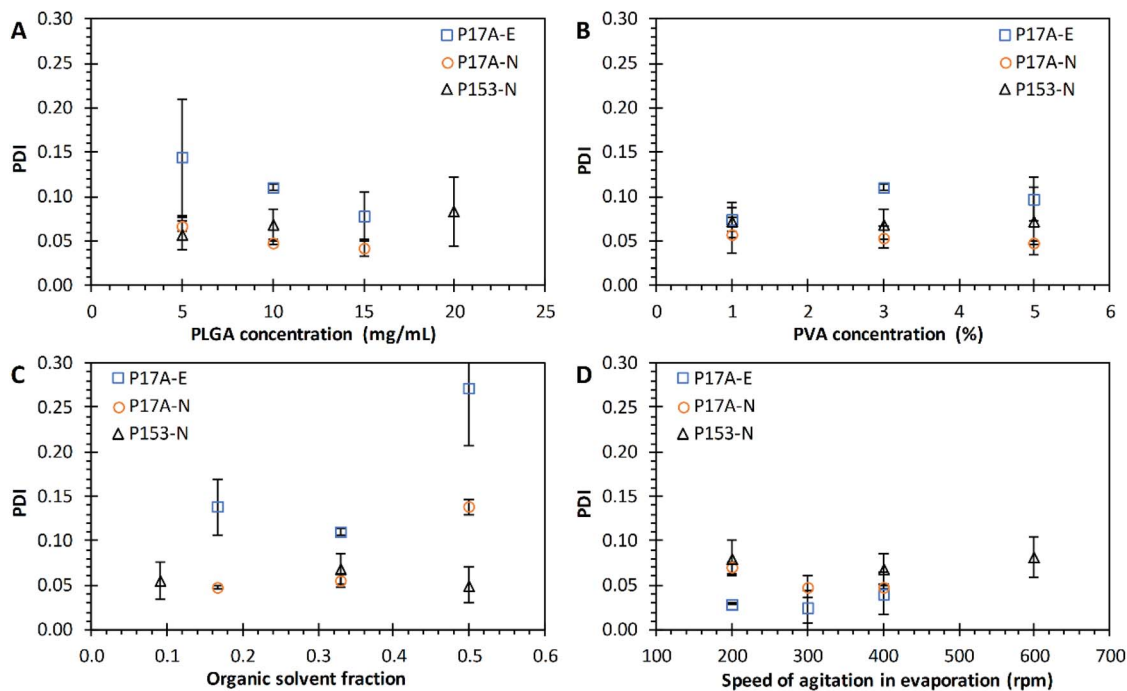 A
0.30
0.25
0.20
0.15
0.10
0.05
0.00
PDI
P17A-E
P17A-N
P153-N
0 5 10 15 20 25
PLGA concentration (mg/mL)
B
0.30
0.25
0.20
0.15
0.10
0.05
0.00
PDI
P17A-E
P17A-N
P153-N
0 1 2 3 4 5 6
PVA concentration (%)
C
0.30
0.25
0.20
0.15
0.10
0.05
0.00
PDI
P17A-E
P17A-N
P153-N
0.0 0.1 0.2 0.3 0.4 0.5 0.6
Organic solvent fraction
D
0.30
0.25
0.20
0.15
0.10
0.05
0.00
PDI
P17A-E
P17A-N
P153-N
100 200 300 400 500 600 700
Speed of agitation in evaporation (rpm)